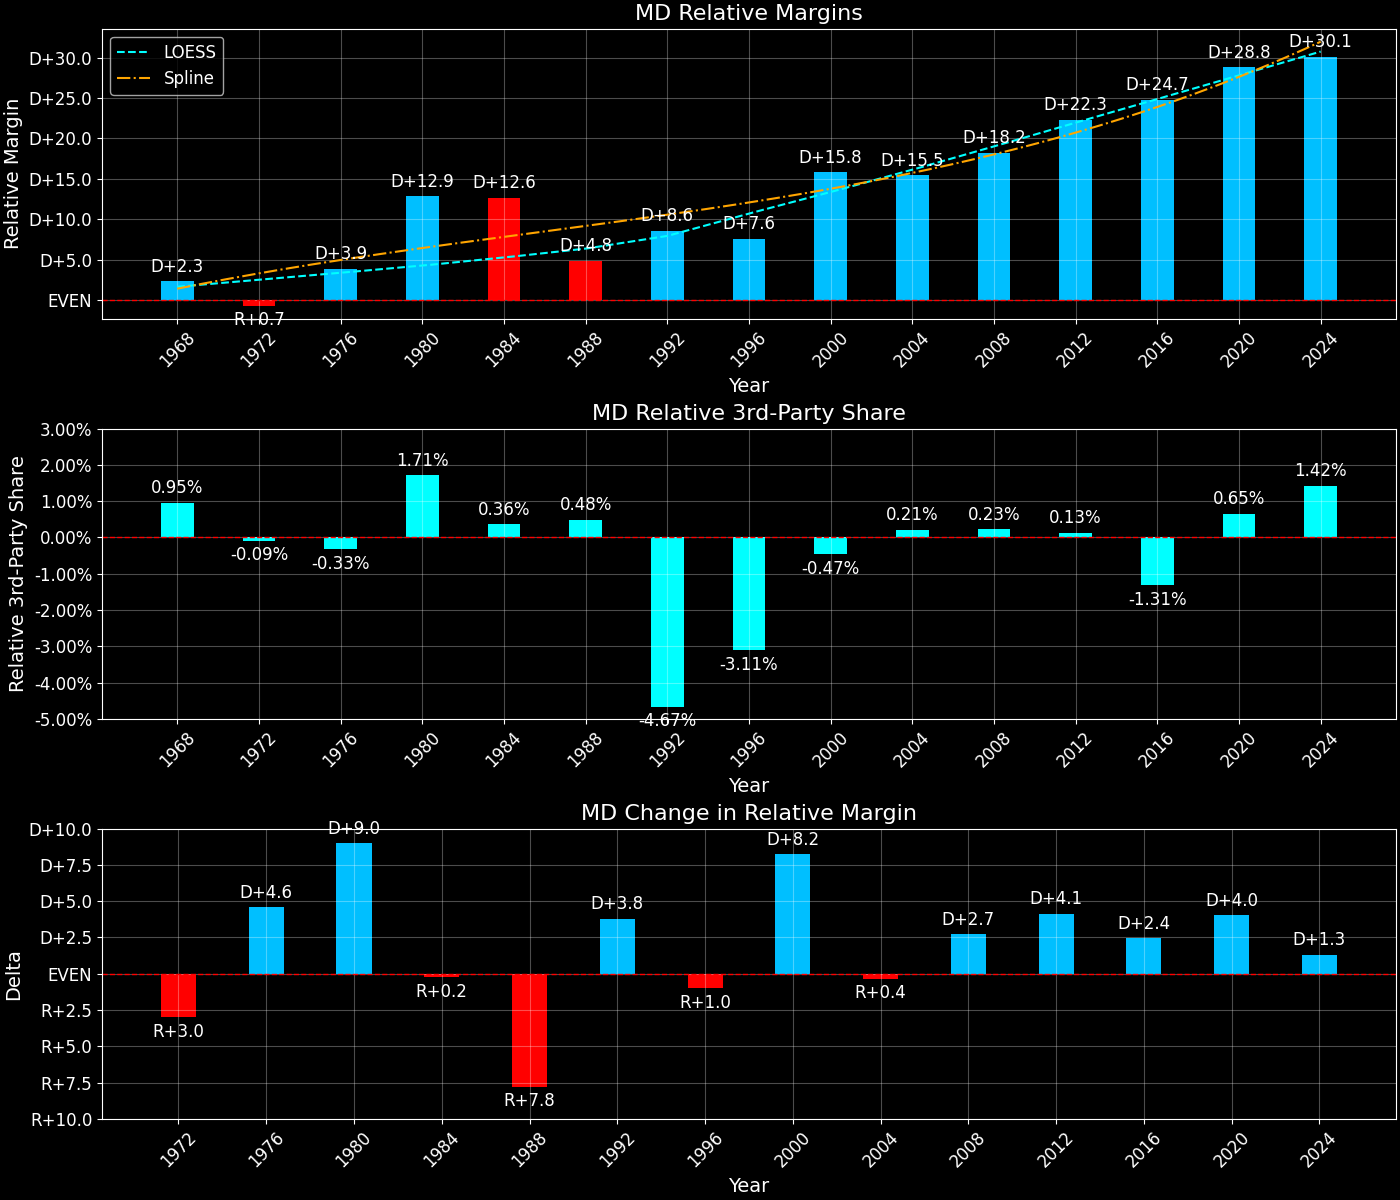 MD Relative Margins
LOESS
Spline
Relative Margin
D+30.0
D+25.0
D+20.0
D+15.0
D+10.0
D+5.0
EVEN
D+2.3
R+0.7
D+3.9
D+12.9
D+12.6
D+4.8
D+8.6
D+7.6
D+15.8
D+15.5
D+18.2
D+22.3
D+24.7
D+28.8
D+30.1
1968 1972 1976 1980 1984 1988 1992 1996 2000 2004 2008 2012 2016 2020 2024
Year
MD Relative 3rd-Party Share
Relative 3rd-Party Share
3.00%
2.00%
1.00%
0.00%
-1.00%
-2.00%
-3.00%
-4.00%
-5.00%
0.95%
-0.09%
-0.33%
1.71%
0.36%
0.48%
-4.67%
-3.11%
-0.47%
0.21%
0.23%
0.13%
-1.31%
0.65%
1.42%
1968 1972 1976 1980 1984 1988 1992 1996 2000 2004 2008 2012 2016 2020 2024
Year
MD Change in Relative Margin
Delta
D+10.0
D+7.5
D+5.0
D+2.5
EVEN
R+2.5
R+5.0
R+7.5
R+10.0
R+3.0
D+4.6
D+9.0
R+0.2
R+7.8
D+3.8
R+1.0
D+8.2
R+0.4
D+2.7
D+4.1
D+2.4
D+4.0
D+1.3
1972 1976 1980 1984 1988 1992 1996 2000 2004 2008 2012 2016 2020 2024
Year